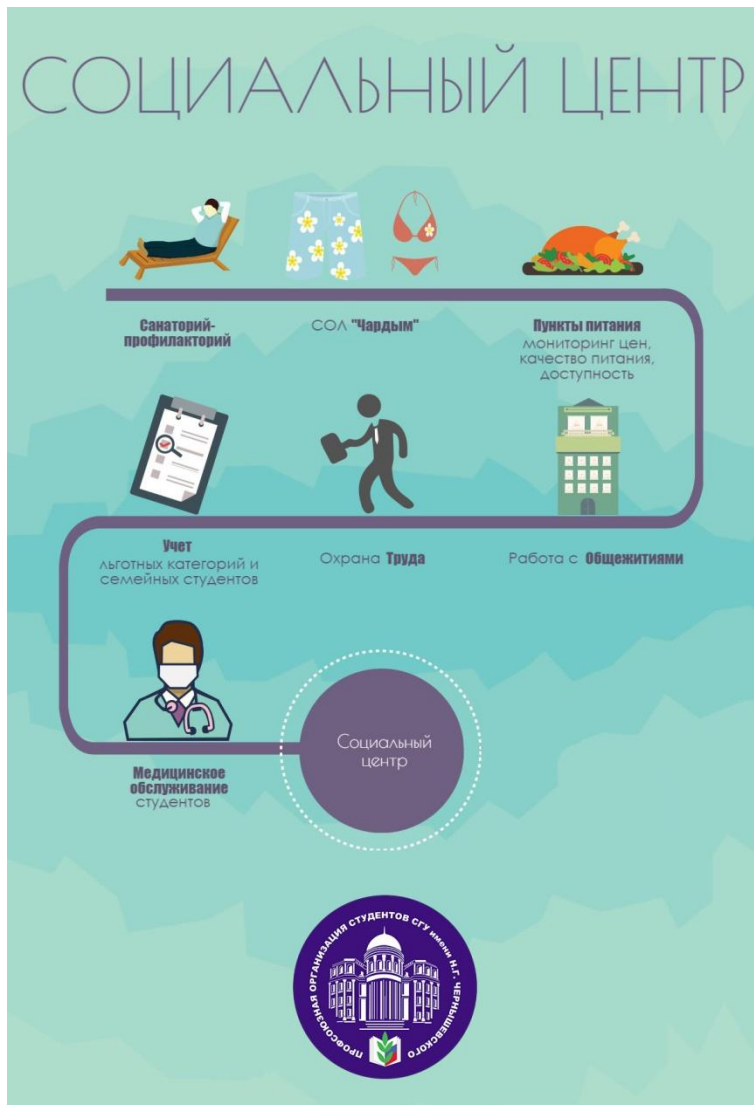 СОЦИАЛЬНЫЙ ЦЕНТР
Санаторий-
профилакторий
СОЛ "Чардым"
Пункты питания
мониторинг цен,
качество питания,
доступность
Учет
льготных категорий и
семейных студентов
Охрана Труда
Работа с Общежитиями
Медицинское
обслуживание
студентов
Социальный
центр
ПРОФСОЮЗНАЯ ОРГАНИЗАЦИЯ СТУДЕНТОВ СГУ имени Н.Г. ЧЕРНЫШЕВСКОГО